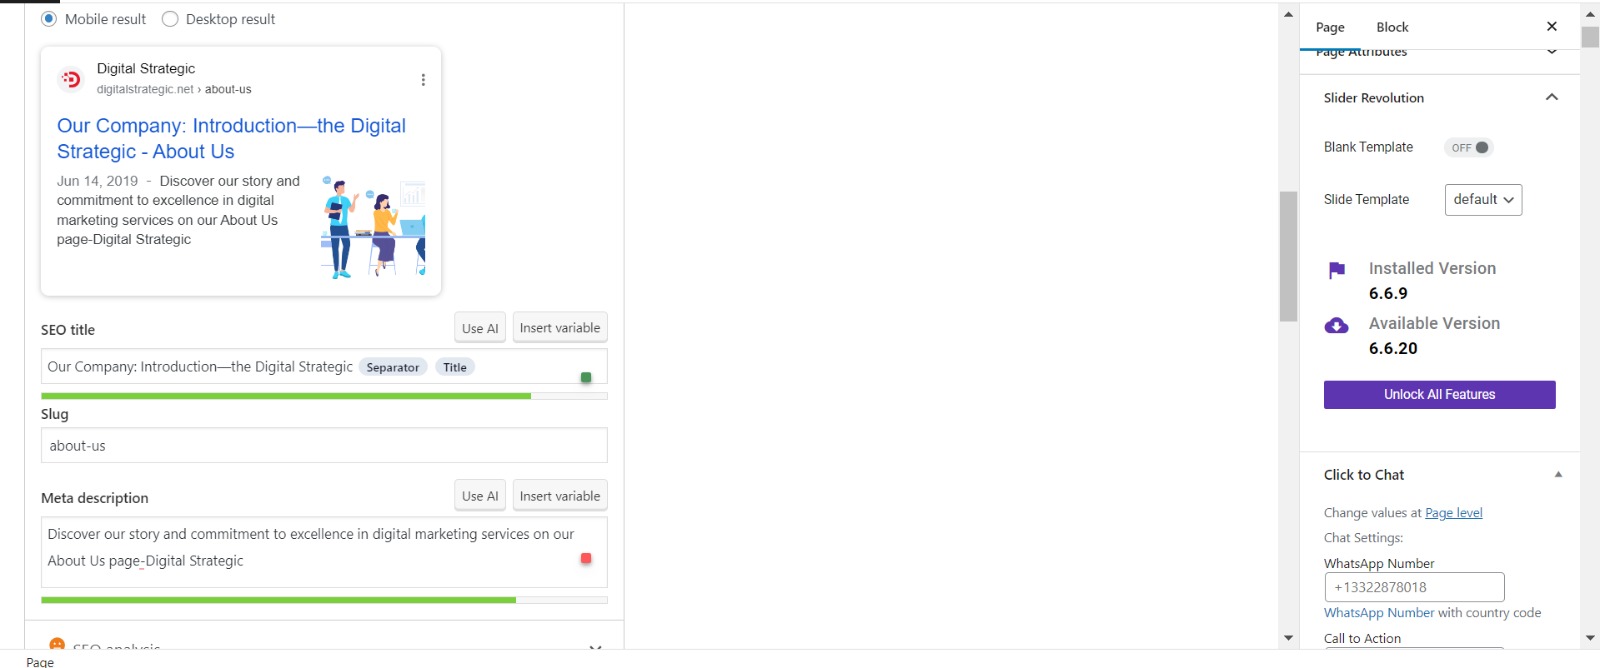 Mobile result
Desktop result
Digital Strategic
digitalstrategic.net › about-us
Our Company: Introduction—the Digital
Strategic - About Us
Jun 14, 2019 - Discover our story and
commitment to excellence in digital
marketing services on our About Us
page-Digital Strategic
SEO title
Use AI
Insert variable
Our Company: Introduction—the Digital Strategic Separator Title
Slug
about-us
Meta description
Use AI
Insert variable
Discover our story and commitment to excellence in digital marketing services on our
About Us page-Digital Strategic
SEO analysis
Page
Page
Block
Page Attributes
Slider Revolution
Blank Template
OFF
Slide Template
default
Installed Version
6.6.9
Available Version
6.6.20
Unlock All Features
Click to Chat
Change values at Page level
Chat Settings:
WhatsApp Number
+13322878018
WhatsApp Number with country code
Call to Action